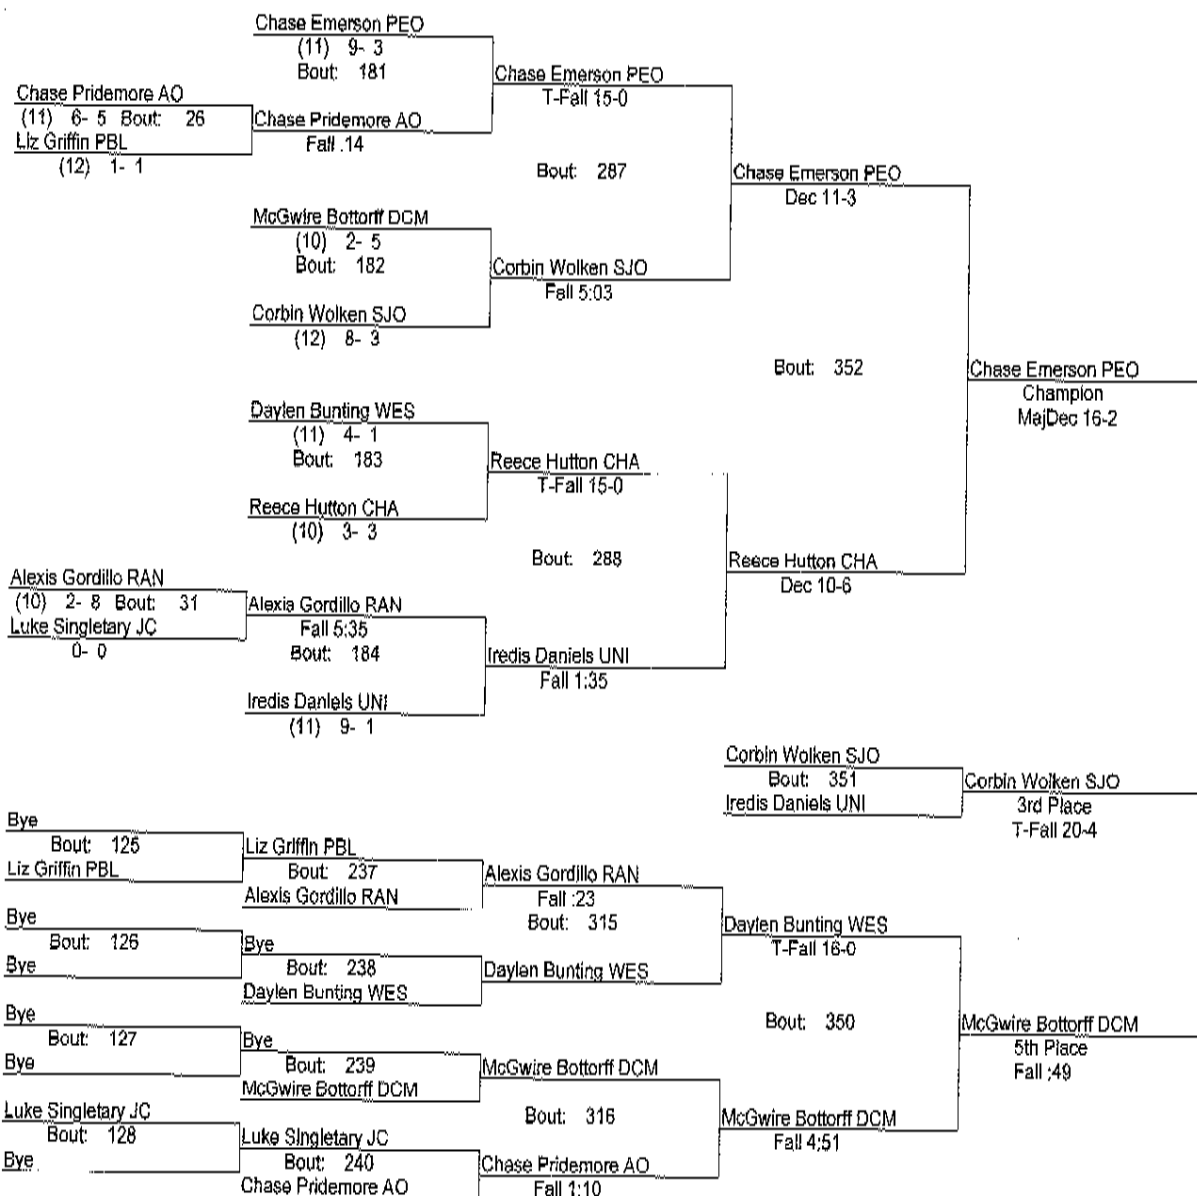 Chase Emerson PEO
(11) 9- 3
Bout: 181
Chase Emerson PEO
T-Fall 15-0
Chase Pridemore AO
(11) 6- 5 Bout: 26
Chase Pridemore AO
Fall .14
Liz Griffin PBL
(12) 1- 1
Bout: 287
Chase Emerson PEO
Dec 11-3
McGwire Bottorff DCM
(10) 2- 5
Bout: 182
Corbin Wolken SJO
Fall 5:03
Corbin Wolken SJO
(12) 8- 3
Bout: 352
Chase Emerson PEO
Champion
MajDec 16-2
Daylen Bunting WES
(11) 4- 1
Bout: 183
Reece Hutton CHA
T-Fall 15-0
Reece Hutton CHA
(10) 3- 3
Bout: 288
Reece Hutton CHA
Dec 10-6
Alexis Gordillo RAN
(10) 2- 8 Bout: 31
Alexis Gordillo RAN
Fall 5:35
Luke Singletary JC
0- 0
Bout: 184
Iredis Daniels UNI
Fall 1:35
Iredis Daniels UNI
(11) 9- 1
Corbin Wolken SJO
Bout: 351
Corbin Wolken SJO
Iredis Daniels UNI
3rd Place
T-Fall 20-4
Bye
Bout: 125
Liz Griffin PBL
Liz Griffin PBL
Bout: 237
Alexis Gordillo RAN
Alexis Gordillo RAN
Fall :23
Bout: 315
Bye
Bout: 126
Bye
Bye
Bout: 238
Daylen Bunting WES
Daylen Bunting WES
Daylen Bunting WES
T-Fall 16-0
Bye
Bout: 127
Bye
Bye
Bout: 239
McGwire Bottorff DCM
McGwire Bottorff DCM
Bout: 350
McGwire Bottorff DCM
5th Place
Fall :49
Luke Singletary JC
Bout: 128
Bye
Luke Singletary JC
Bout: 240
Chase Pridemore AO
Bout: 316
Chase Pridemore AO
Fall 1:10
McGwire Bottorff DCM
Fall 4:51